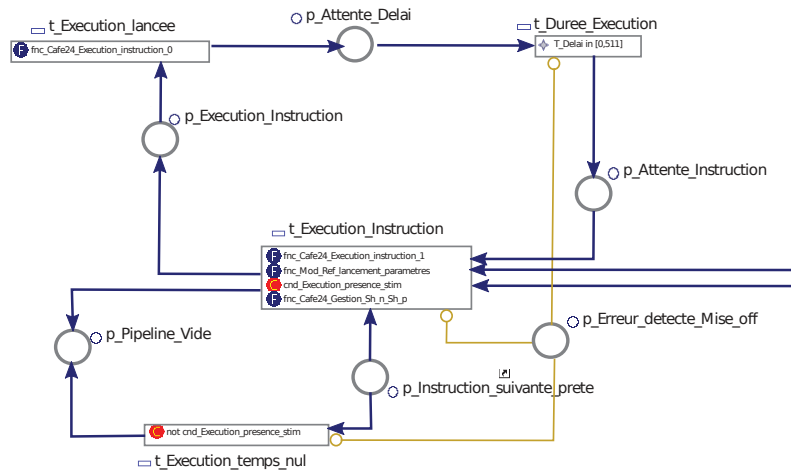 p_Attente_Delai
t_Execution_lancee
t_Duree_Execution
F fnc_Cafe24_Execution_instruction_0
T_Delai in [0,511]
p_Execution_Instruction
p_Attente_Instruction
t_Execution_Instruction
F fnc_Cafe24_Execution_instruction_1
F fnc_Mod_Ref_lancement_parametres
C cnd_Execution_presence_stim
F fnc_Cafe24_Gestion_Sh_n_Sh_p
p_Erreur_detecte_Mise_off
p_Pipeline_Vide
p_Instruction_suivante_prete
C not cnd_Execution_presence_stim
t_Execution_temps_nul